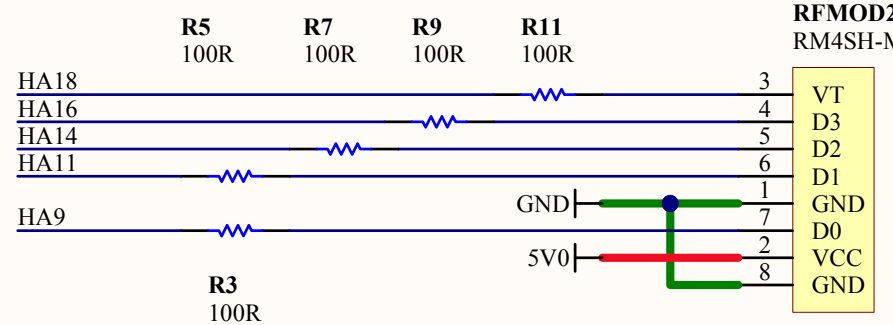 RFMOD2
RM4SH-M
R5
100R
R7
100R
R9
100R
R11
100R
HA18
3
VT
HA16
4
D3
HA14
5
D2
HA11
6
D1
GND
1
GND
HA9
7
D0
5V0
2
VCC
8
GND
R3
100R